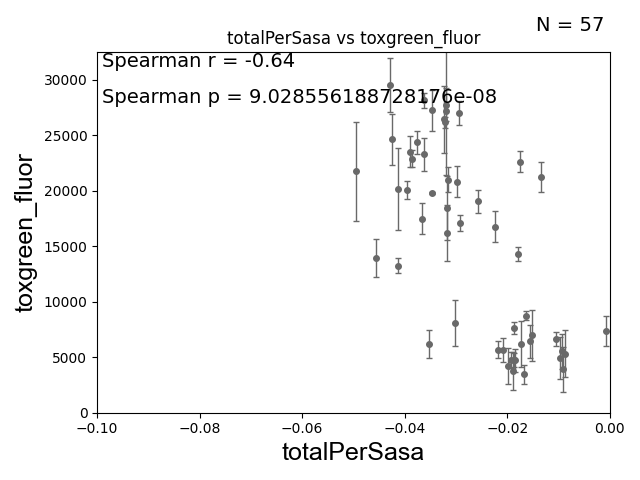 N = 57
totalPerSasa vs toxgreen_fluor
Spearman r = -0.64
Spearman p = 9.028556188728176e-08
toxgreen_fluor
30000
25000
20000
15000
10000
5000
0
−0.10 −0.08 −0.06 −0.04 −0.02 0.00
totalPerSasa